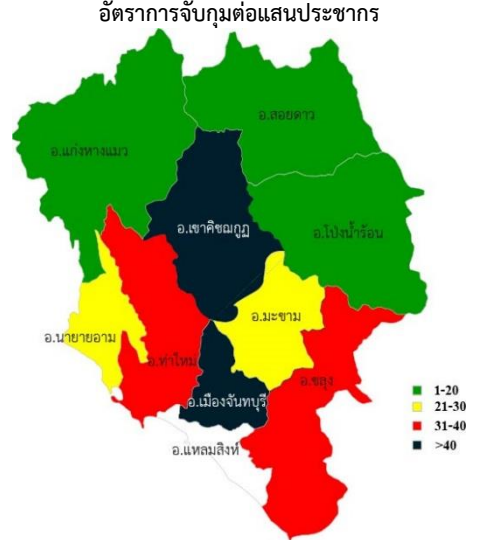 อัตราการจับกุมต่อแสนประชากร
อ.สอยดาว
อ.แก่งหางแมว
อ.เขาคิชฌกูฏ
อ.โป่งน้ำร้อน
อ.มะขาม
อ.นายายอาม
อ.ท่าใหม่
อ.ขลุง
อ.เมืองจันทบุรี
อ.แหลมสิงห์
1-20
21-30
31-40
>40